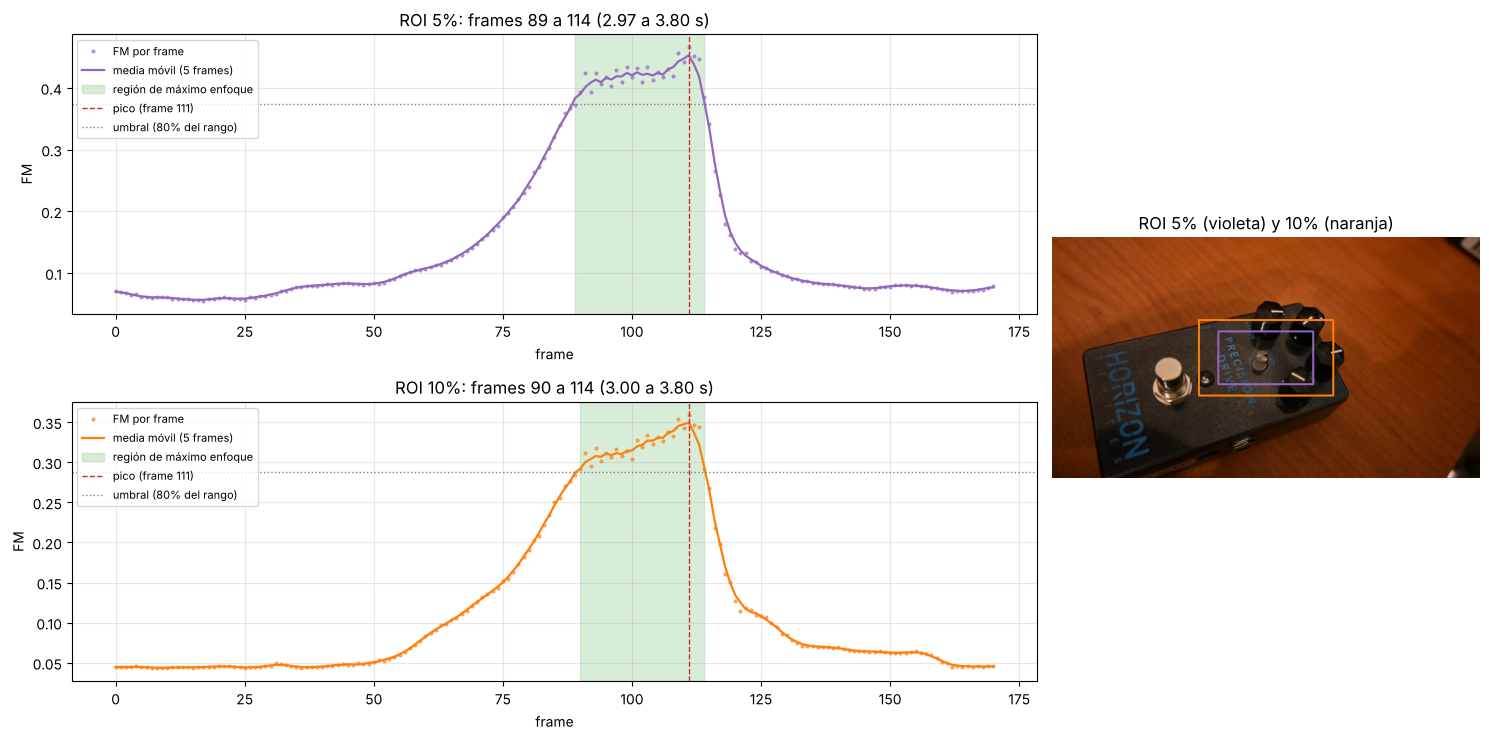 ROI 5%: frames 89 a 114 (2.97 a 3.80 s)
FM por frame
media móvil (5 frames)
región de máximo enfoque
pico (frame 111)
umbral (80% del rango)
0.4
0.3
0.2
0.1
FM
0 25 50 75 100 125 150 175
frame
ROI 10%: frames 90 a 114 (3.00 a 3.80 s)
FM por frame
media móvil (5 frames)
región de máximo enfoque
pico (frame 111)
umbral (80% del rango)
0.35
0.30
0.25
0.20
0.15
0.10
0.05
FM
0 25 50 75 100 125 150 175
frame
ROI 5% (violeta) y 10% (naranja)
HORIZON
PRECISION
DRIVE